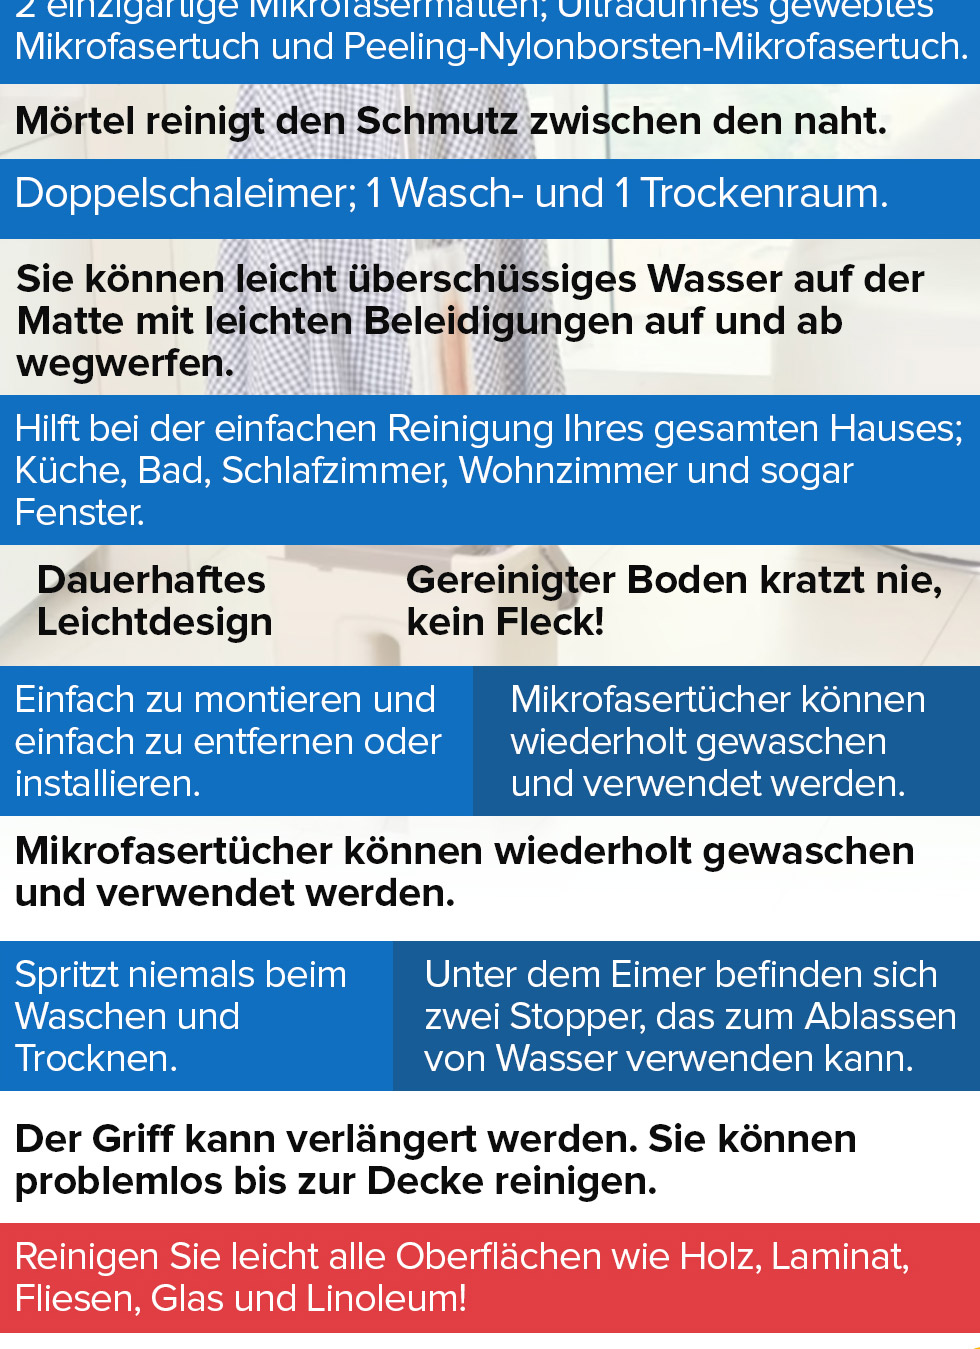 2 einzigartige Mikrofasermatten; Ultradünnes gewebtes
Mikrofasertuch und Peeling-Nylonborsten-Mikrofasertuch.
Mörtel reinigt den Schmutz zwischen den naht.
Doppelschaleimer; 1 Wasch- und 1 Trockenraum.
Sie können leicht überschüssiges Wasser auf der
Matte mit leichten Beleidigungen auf und ab
wegwerfen.
Hilft bei der einfachen Reinigung Ihres gesamten Hauses;
Küche, Bad, Schlafzimmer, Wohnzimmer und sogar
Fenster.
Dauerhaftes
Leichtdesign
Gereinigter Boden kratzt nie,
kein Fleck!
Einfach zu montieren und
einfach zu entfernen oder
installieren.
Mikrofasertücher können
wiederholt gewaschen
und verwendet werden.
Mikrofasertücher können wiederholt gewaschen
und verwendet werden.
Spritzt niemals beim
Waschen und
Trocknen.
Unter dem Eimer befinden sich
zwei Stopper, das zum Ablassen
von Wasser verwenden kann.
Der Griff kann verlängert werden. Sie können
problemlos bis zur Decke reinigen.
Reinigen Sie leicht alle Oberflächen wie Holz, Laminat,
Fliesen, Glas und Linoleum!